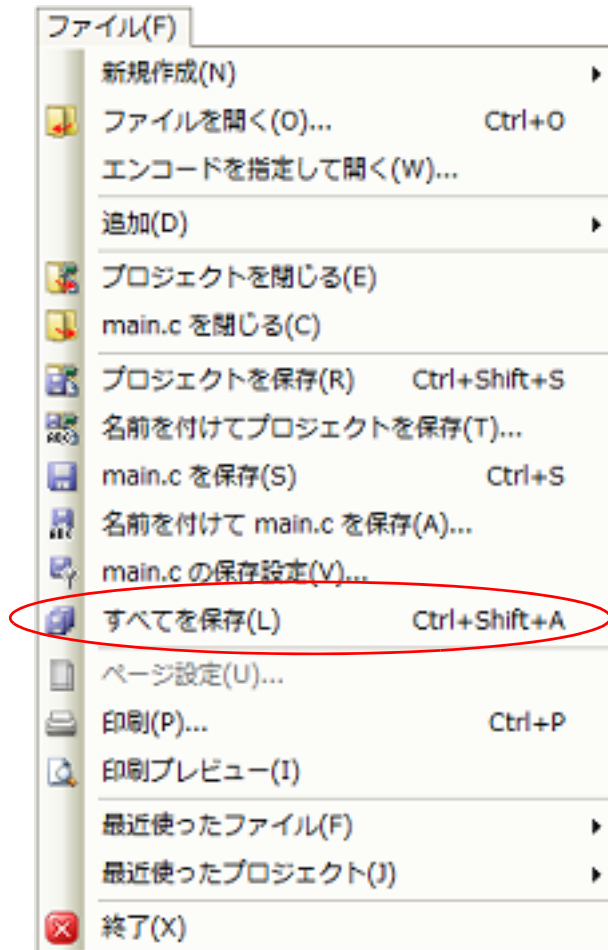 ファイル(F)
新規作成(N)
ファイルを開く(O)... Ctrl+O
エンコードを指定して開く(W)...
追加(D)
プロジェクトを閉じる(E)
main.c を閉じる(C)
プロジェクトを保存(R) Ctrl+Shift+S
名前を付けてプロジェクトを保存(T)...
main.c を保存(S) Ctrl+S
名前を付けて main.c を保存(A)...
main.c の保存設定(V)...
すべてを保存(L) Ctrl+Shift+A
ページ設定(U)...
印刷(P)... Ctrl+P
印刷プレビュー(I)
最近使ったファイル(F)
最近使ったプロジェクト(J)
終了(X)